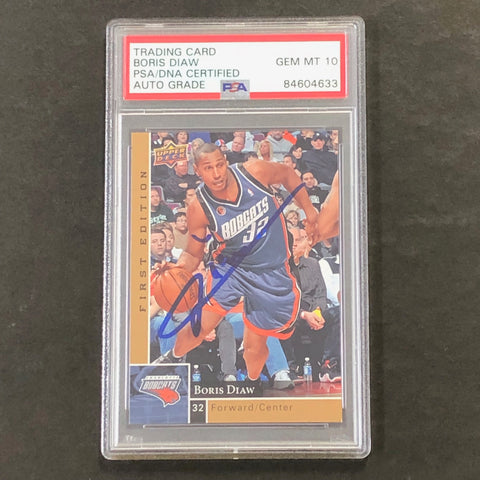 TRADING CARD
BORIS DIAW
PSA/DNA CERTIFIED
AUTO GRADE
GEM MT 10
PSA
84604633
UPPER DECK
FIRST EDITION
BOBCATS
32
BOBCATS
BORIS DIAW
32 Forward/Center